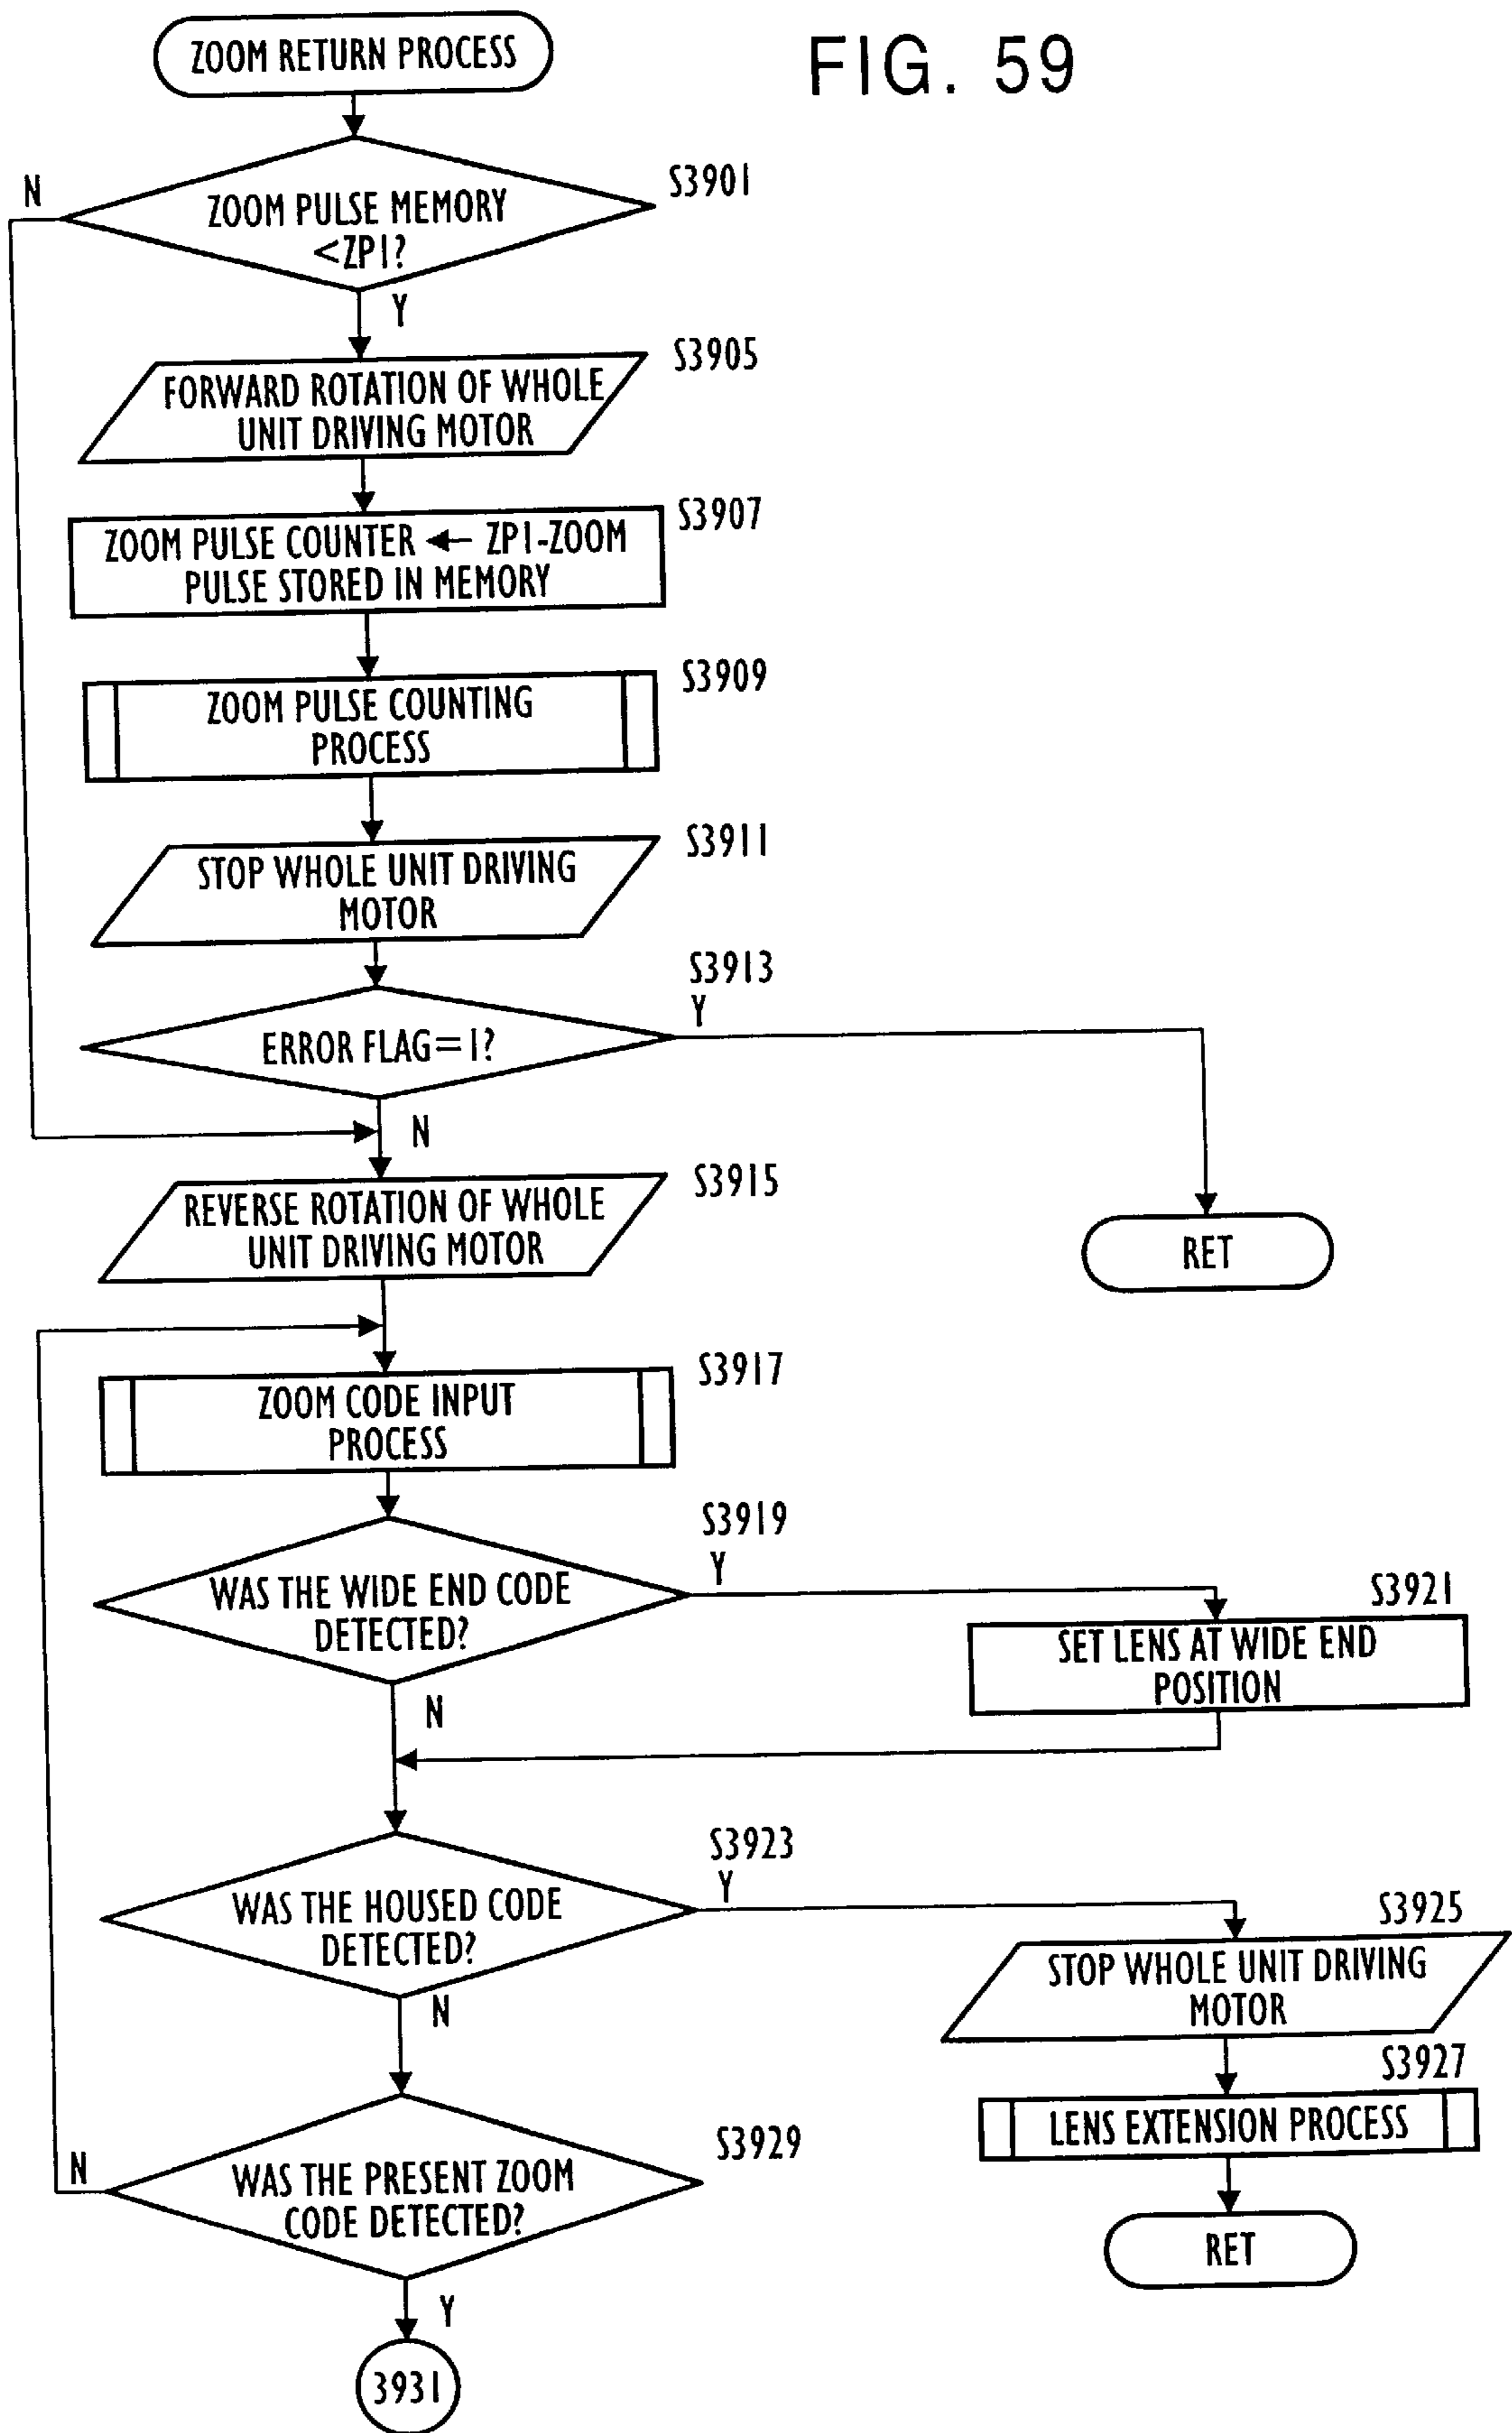 ZOOM RETURN PROCESS
FIG. 59
N
S3901
ZOOM PULSE MEMORY
<ZP1?
Y
S3905
FORWARD ROTATION OF WHOLE
UNIT DRIVING MOTOR
S3907
ZOOM PULSE COUNTER ← ZP1-ZOOM
PULSE STORED IN MEMORY
S3909
ZOOM PULSE COUNTING
PROCESS
S3911
STOP WHOLE UNIT DRIVING
MOTOR
S3913
Y
ERROR FLAG=1?
N
S3915
REVERSE ROTATION OF WHOLE
UNIT DRIVING MOTOR
RET
S3917
ZOOM CODE INPUT
PROCESS
S3919
Y
WAS THE WIDE END CODE
DETECTED?
S3921
SET LENS AT WIDE END
POSITION
N
S3923
Y
WAS THE HOUSED CODE
DETECTED?
S3925
STOP WHOLE UNIT DRIVING
MOTOR
N
S3927
LENS EXTENSION PROCESS
S3929
N
WAS THE PRESENT ZOOM
CODE DETECTED?
RET
Y
3931